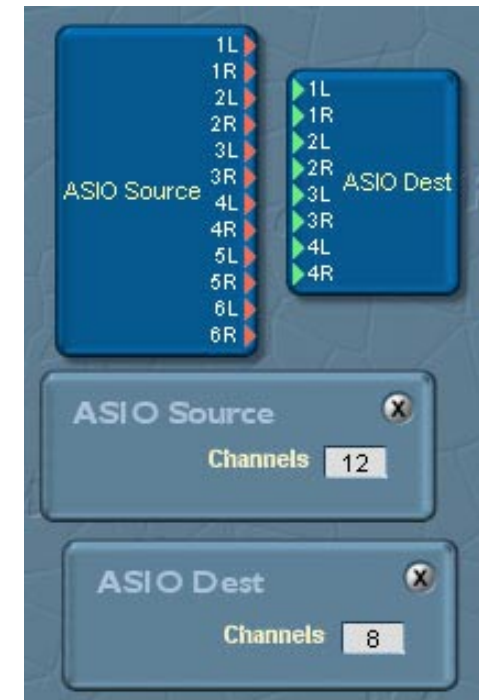 1L
1R
2L
2R
3L
3R
4L
4R
5L
5R
6L
6R
ASIO Source
1L
1R
2L
2R
3L
3R
4L
4R
ASIO Dest
ASIO Source
X
Channels 12
ASIO Dest
X
Channels 8